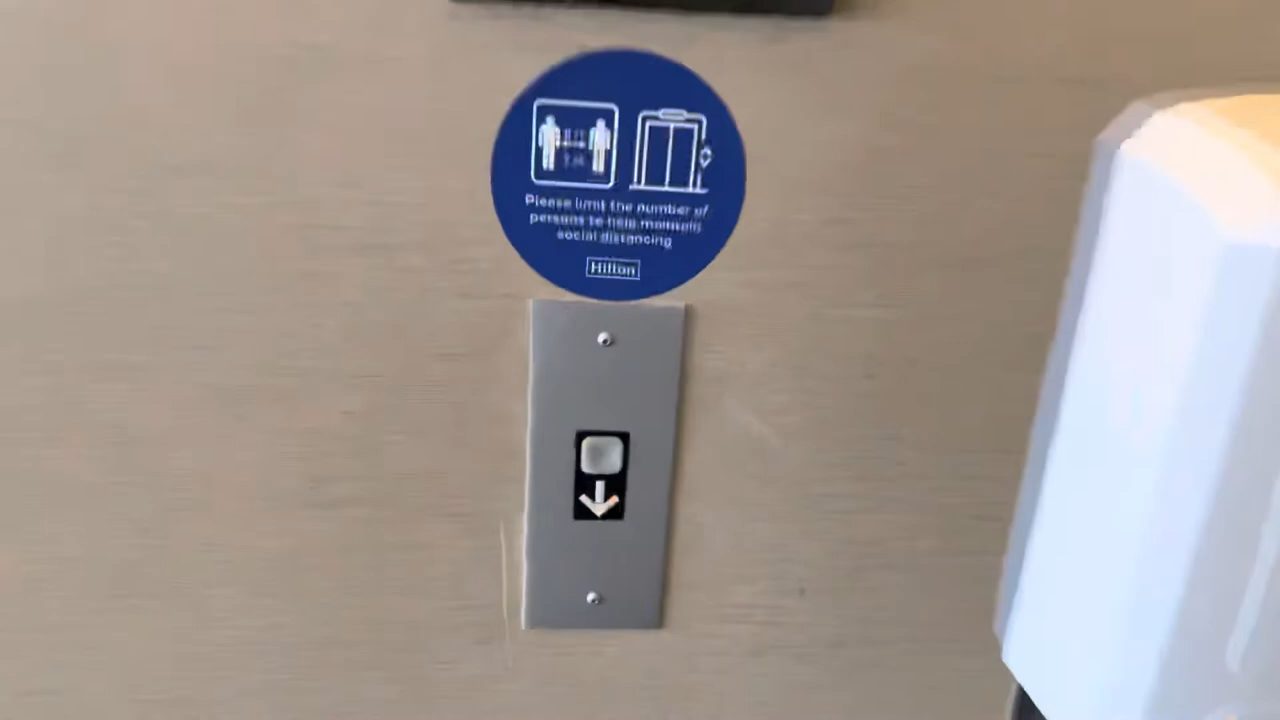 Please limit the number of
persons to help maintain
social distancing
Hilton